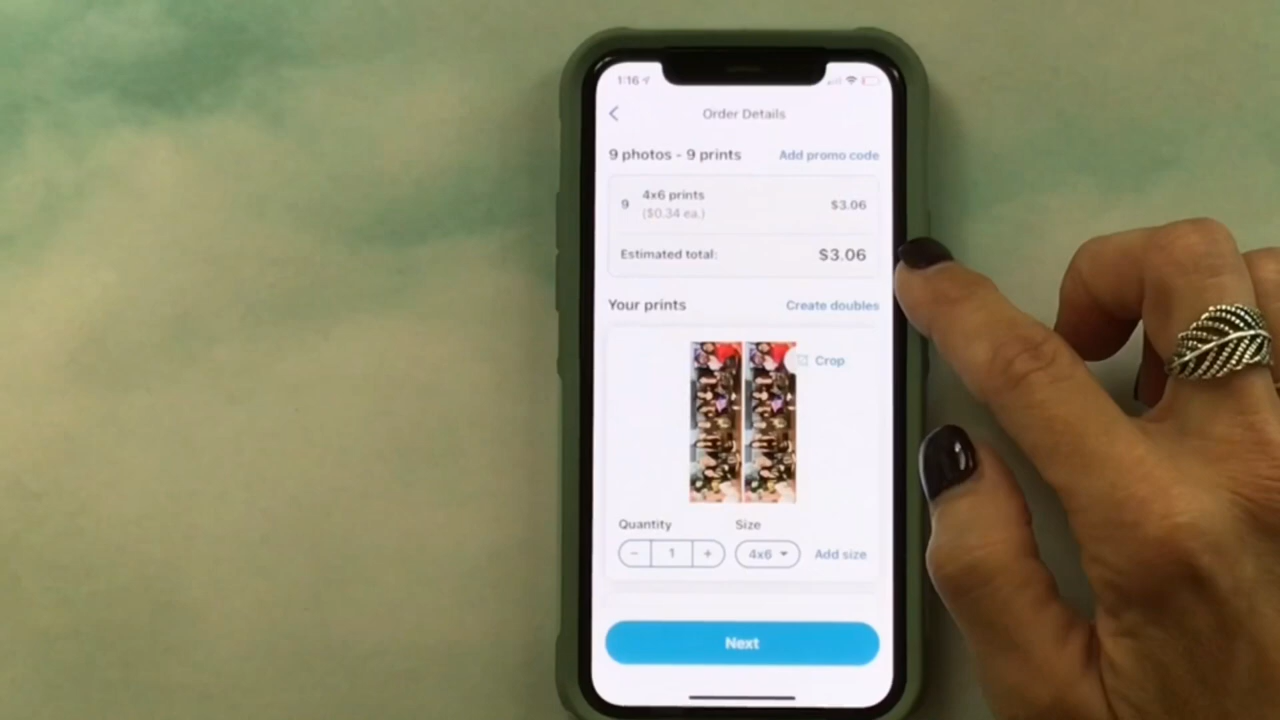 1:16
Order Details
9 photos - 9 prints Add promo code
9 4x6 prints $3.06
($0.34 ea.)
Estimated total: $3.06
Your prints Create doubles
Crop
Quantity Size
− 1 + 4x6 Add size
Next